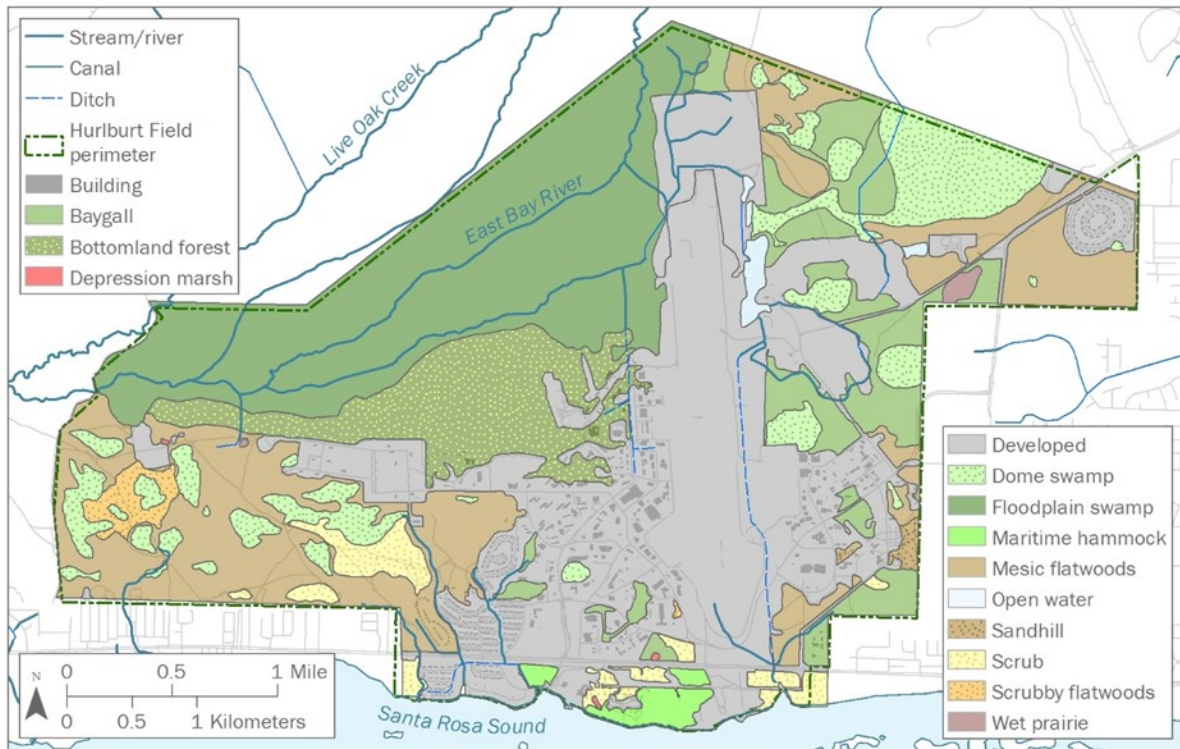 Stream/river
Canal
Ditch
Hurlburt Field
perimeter
Building
Baygall
Bottomland forest
Depression marsh
Live Oak Creek
East Bay River
Developed
Dome swamp
Floodplain swamp
Maritime hammock
Mesic flatwoods
Open water
Sandhill
Scrub
Scrubby flatwoods
Wet prairie
N
0 0.5 1 Mile
0 0.5 1 Kilometers
Santa Rosa Sound